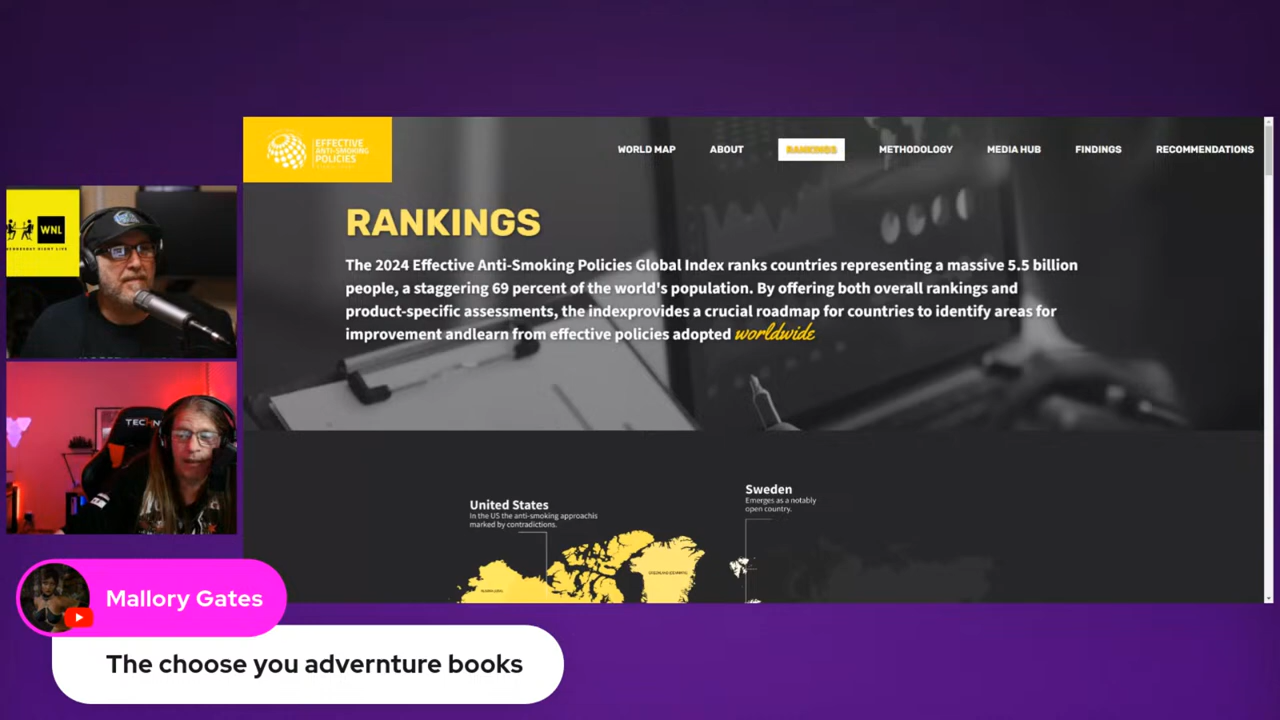 EFFECTIVE
ANTI-SMOKING
POLICIES
WORLD MAP
ABOUT
RANKINGS
METHODOLOGY
MEDIA HUB
FINDINGS
RECOMMENDATIONS
RANKINGS
The 2024 Effective Anti-Smoking Policies Global Index ranks countries representing a massive 5.5 billion
people, a staggering 69 percent of the world's population. By offering both overall rankings and
product-specific assessments, the indexprovides a crucial roadmap for countries to identify areas for
improvement andlearn from effective policies adopted worldwide
WNL
TECHN
United States
In the US the anti-smoking approachis
marked by contradictions.
Sweden
Emerges as a notably
open country.
Mallory Gates
The choose you advernture books